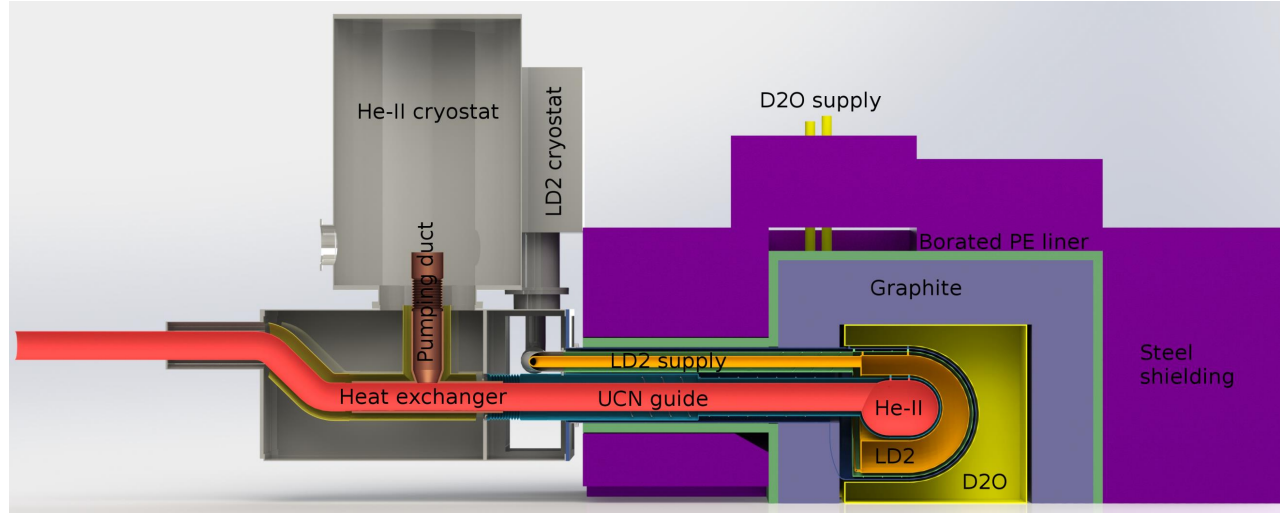 D2O supply
He-II cryostat
LD2 cryostat
Pumping duct
Borated PE liner
Graphite
Steel
shielding
LD2 supply
Heat exchanger
UCN guide
He-II
LD2
D2O